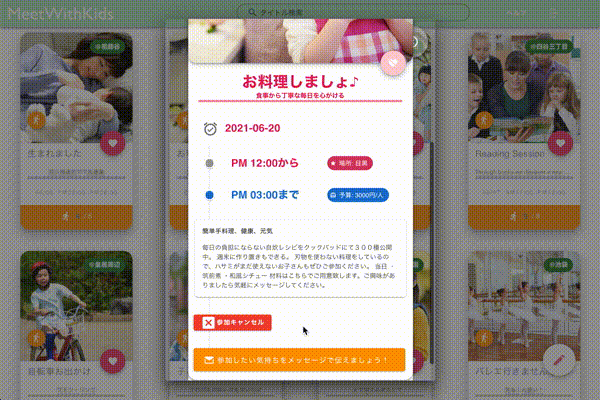 MeetWithKids
タイトル検索
四谷三丁目
お料理しましょ♪
食事から丁寧な毎日を心がける
2021-06-20
PM 12:00から
場所: 目黒
PM 03:00まで
予算: 3000円/人
生まれました
Reading Session
簡単手料理、健康、元気
毎日の負担にならない自炊レシピをクックパッドにて３００種公開
中。 週末に作り置きもできる。 刃物を使わない料理をしているの
で、ハサミがまだ使えないお子さんもぜひご参加ください。 当日・
筑前煮 ・和風シチュー 材料はこちらでご用意致します。ご興味があ
りましたら気軽にメッセージしてください。
池袋
参加キャンセル
参加したい気持ちをメッセージで伝えましょう！
自転車お出かけ
バレエ行きません